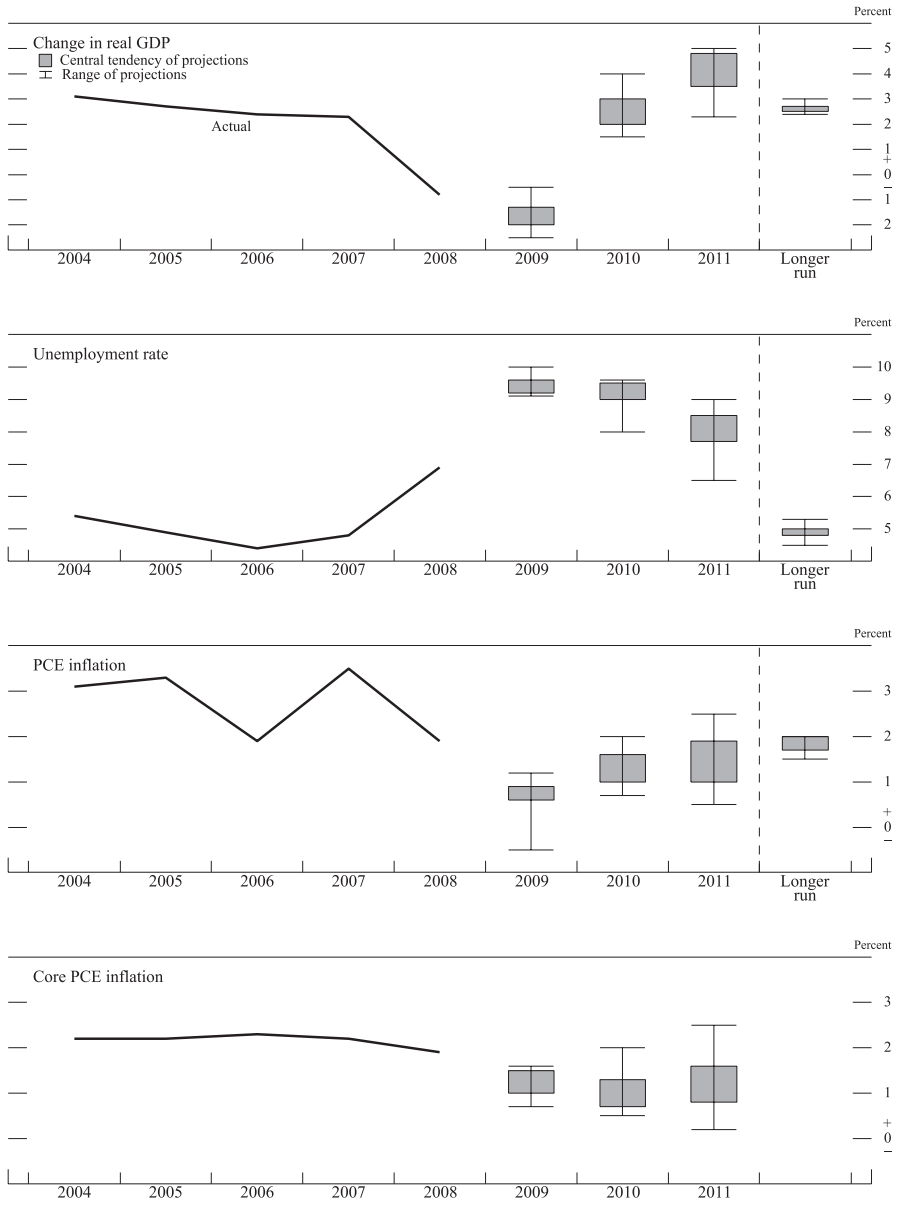 Percent
Change in real GDP
Central tendency of projections
Range of projections
Actual
5
4
3
2
1
+
0
–
1
2
2004 2005 2006 2007 2008 2009 2010 2011 Longer
run
Percent
Unemployment rate
10
9
8
7
6
5
2004 2005 2006 2007 2008 2009 2010 2011 Longer
run
Percent
PCE inflation
3
2
1
+
0
–
2004 2005 2006 2007 2008 2009 2010 2011 Longer
run
Percent
Core PCE inflation
3
2
1
+
0
–
2004 2005 2006 2007 2008 2009 2010 2011